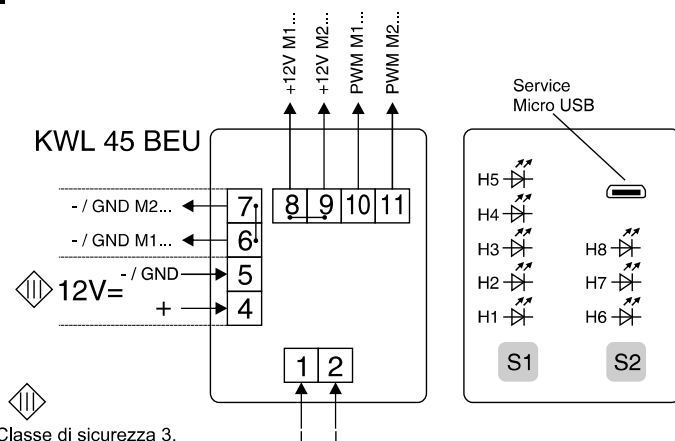 +12V M1...
+12V M2...
PWM M1...
PWM M2...
Service
Micro USB
KWL 45 BEU
- / GND M2...
7
8 9 10 11
- / GND M1...
6
- / GND
5
12V=
+
4
1 2
H5
H4
H3
H2
H1
H8
H7
H6
S1
S2
Classe di sicurezza 3.